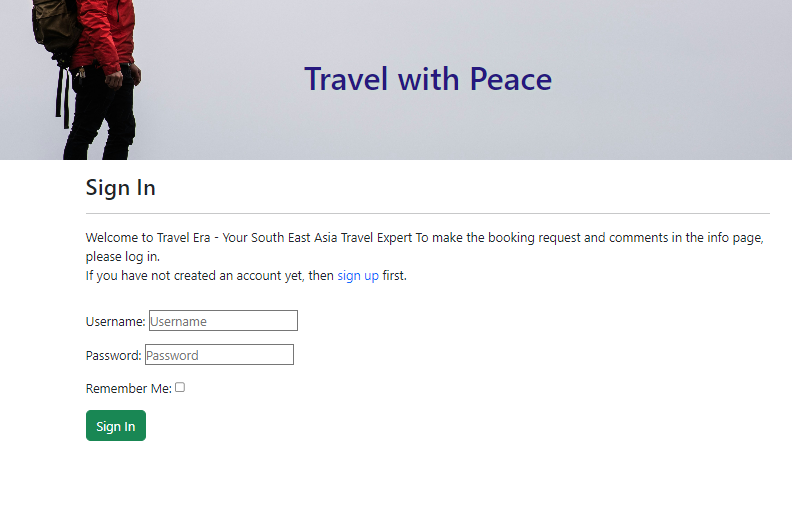 Travel with Peace
Sign In
Welcome to Travel Era - Your South East Asia Travel Expert To make the booking request and comments in the info page,
please log in.
If you have not created an account yet, then sign up first.
Username: Username
Password: Password
Remember Me:
Sign In